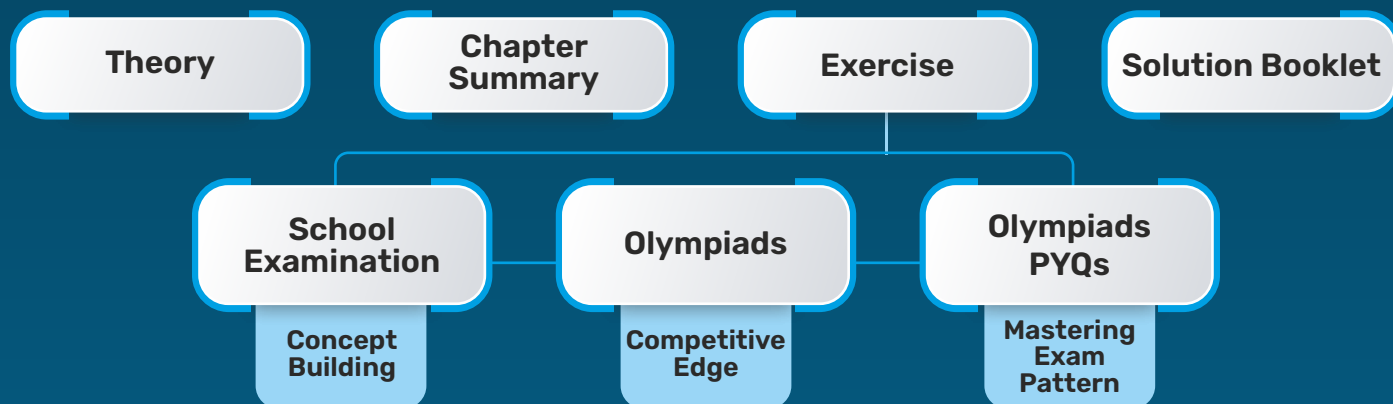 Theory
Chapter
Summary
Exercise
Solution Booklet
School
Examination
Olympiads
Olympiads
PYQs
Concept
Building
Competitive
Edge
Mastering
Exam
Pattern